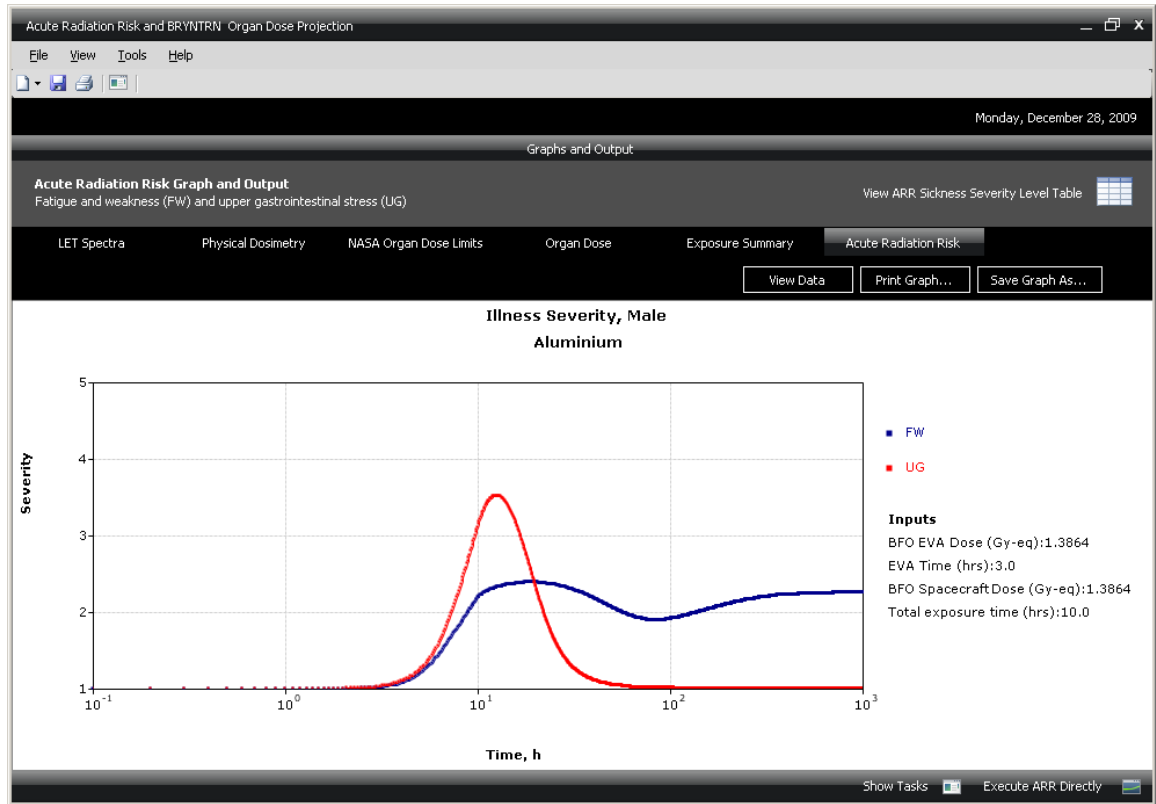 Acute Radiation Risk and BRYNTRN Organ Dose Projection
File View Tools Help
Monday, December 28, 2009
Graphs and Output
Acute Radiation Risk Graph and Output
Fatigue and weakness (FW) and upper gastrointestinal stress (UG)
View ARR Sickness Severity Level Table
LET Spectra Physical Dosimetry NASA Organ Dose Limits Organ Dose Exposure Summary Acute Radiation Risk
View Data Print Graph... Save Graph As...
Illness Severity, Male
Aluminium
Severity
5
4
3
2
1
10⁻¹ 10⁰ 10¹ 10² 10³
Time, h
FW
UG
Inputs
BFO EVA Dose (Gy-eq):1.3864
EVA Time (hrs):3.0
BFO Spacecraft Dose (Gy-eq):1.3864
Total exposure time (hrs):10.0
Show Tasks Execute ARR Directly